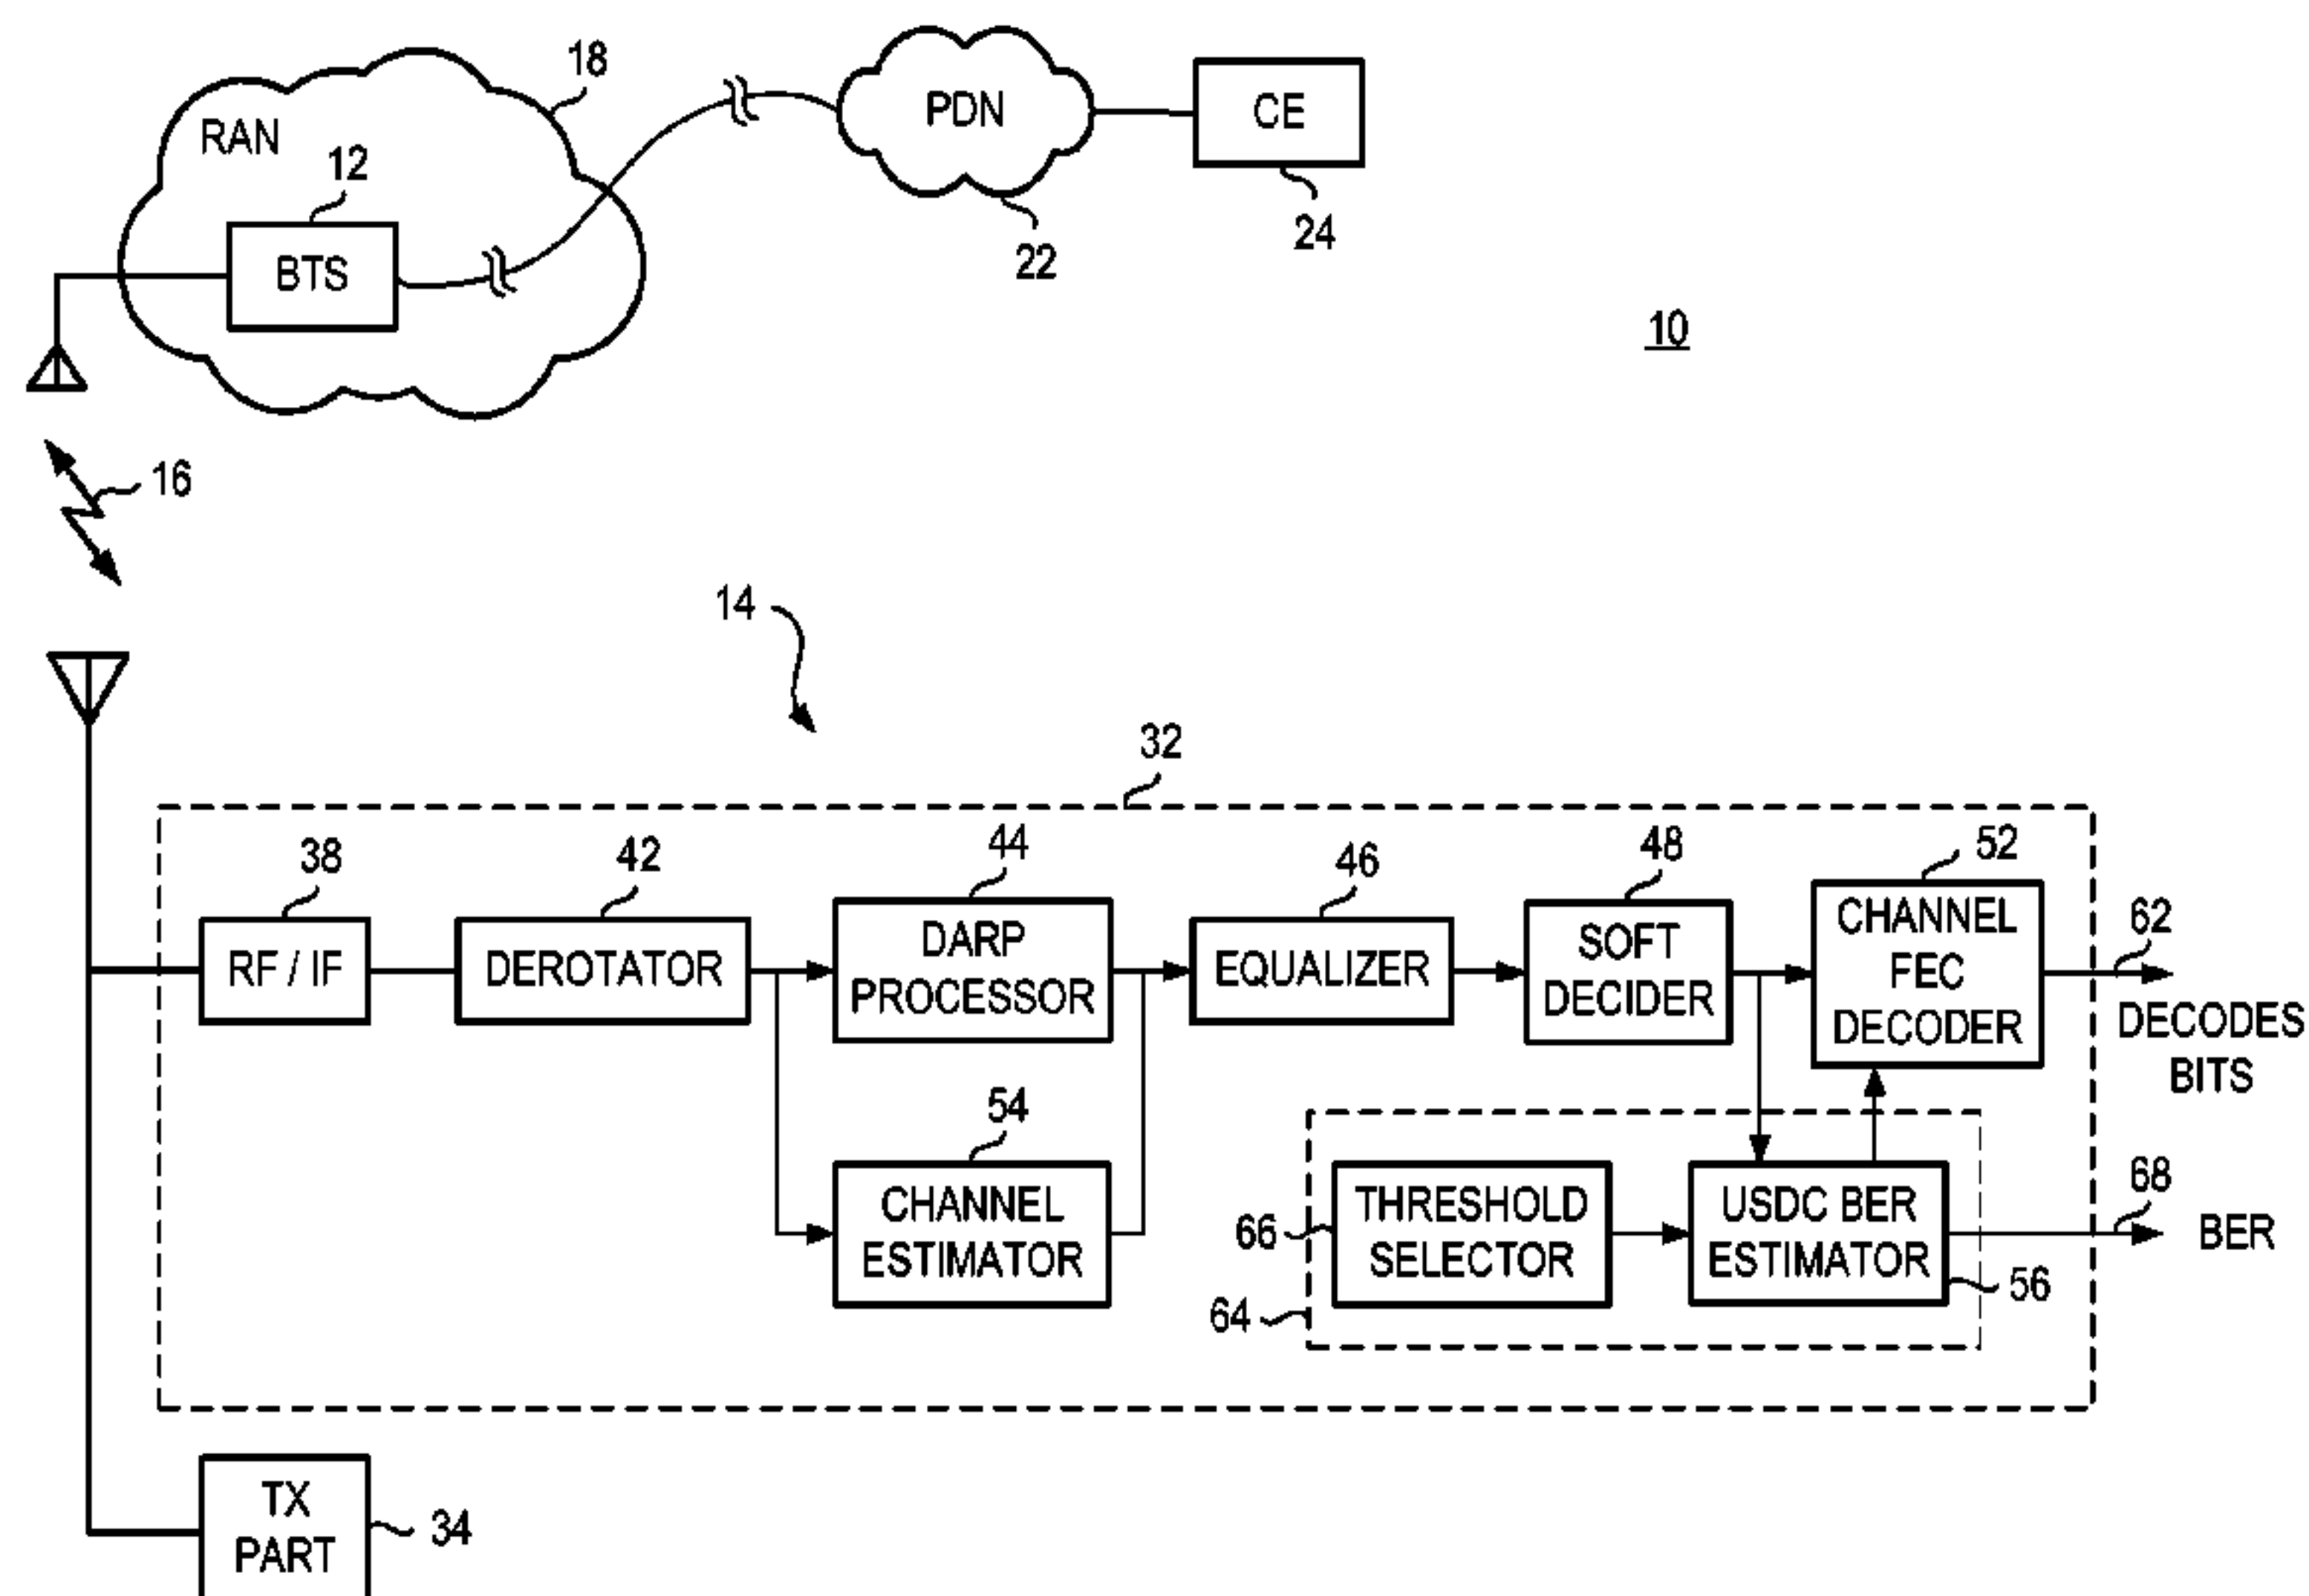 18
RAN
PDN
CE
12
BTS
22
24
10
16
14
32
38
42
44
46
48
52
RF / IF
DEROTATOR
DARP
PROCESSOR
EQUALIZER
SOFT
DECIDER
CHANNEL
FEC
DECODER
62
DECODES
BITS
54
CHANNEL
ESTIMATOR
66
THRESHOLD
SELECTOR
USDC BER
ESTIMATOR
68
BER
56
64
TX
PART
34